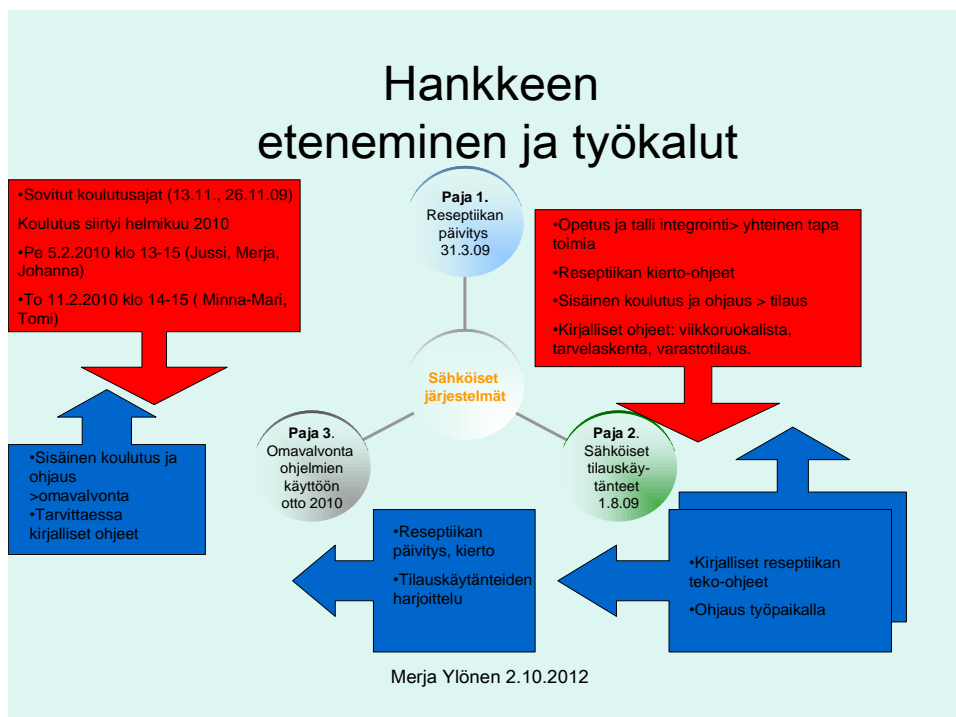 Hankkeen
eteneminen ja työkalut
•Sovitut koulutusajat (13.11., 26.11.09)
Koulutus siirtyi helmikuu 2010
•Pe 5.2.2010 klo 13-15 (Jussi, Merja,
Johanna)
•To 11.2.2010 klo 14-15 ( Minna-Mari,
Tomi)
Paja 1.
Reseptiikan
päivitys
31.3.09
•Opetus ja talli integrointi> yhteinen tapa
toimia
•Reseptiikan kierto-ohjeet
•Sisäinen koulutus ja ohjaus > tilaus
•Kirjalliset ohjeet: viikkoruokalista,
tarvelaskenta, varastotilaus.
Sähköiset
järjestelmät
•Sisäinen koulutus ja
ohjaus
>omavalvonta
•Tarvittaessa
kirjalliset ohjeet
Paja 3.
Omavalvonta
ohjelmien
käyttöön
otto 2010
Paja 2.
Sähköiset
tilauskäy-
tänteet
1.8.09
•Reseptiikan
päivitys, kierto
•Tilauskäytänteiden
harjoittelu
•Kirjalliset reseptiikan
teko-ohjeet
•Ohjaus työpaikalla
Merja Ylönen 2.10.2012